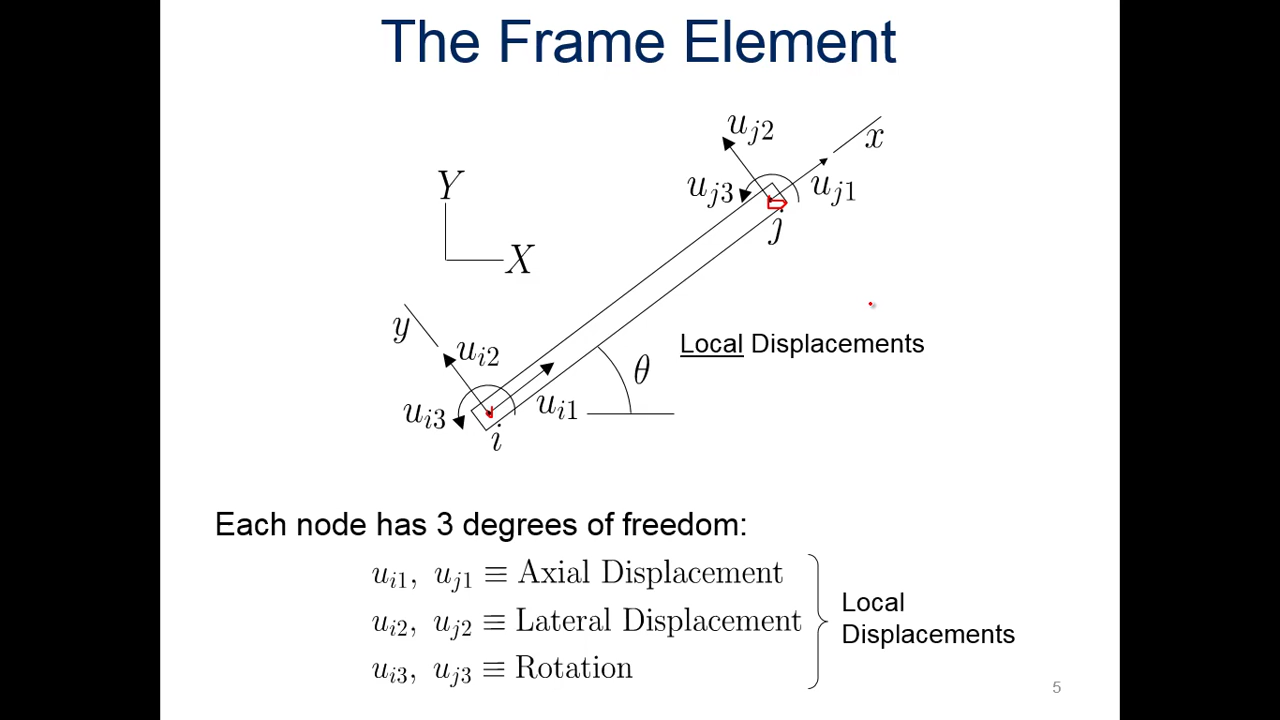 The Frame Element
u_{j2}
x
Y
u_{j3}
u_{j1}
j
X
y
u_{i2}
Local Displacements
θ
u_{i3}
u_{i1}
i
Each node has 3 degrees of freedom:
u_{i1}, u_{j1} ≡ Axial Displacement
u_{i2}, u_{j2} ≡ Lateral Displacement
u_{i3}, u_{j3} ≡ Rotation
Local
Displacements
5